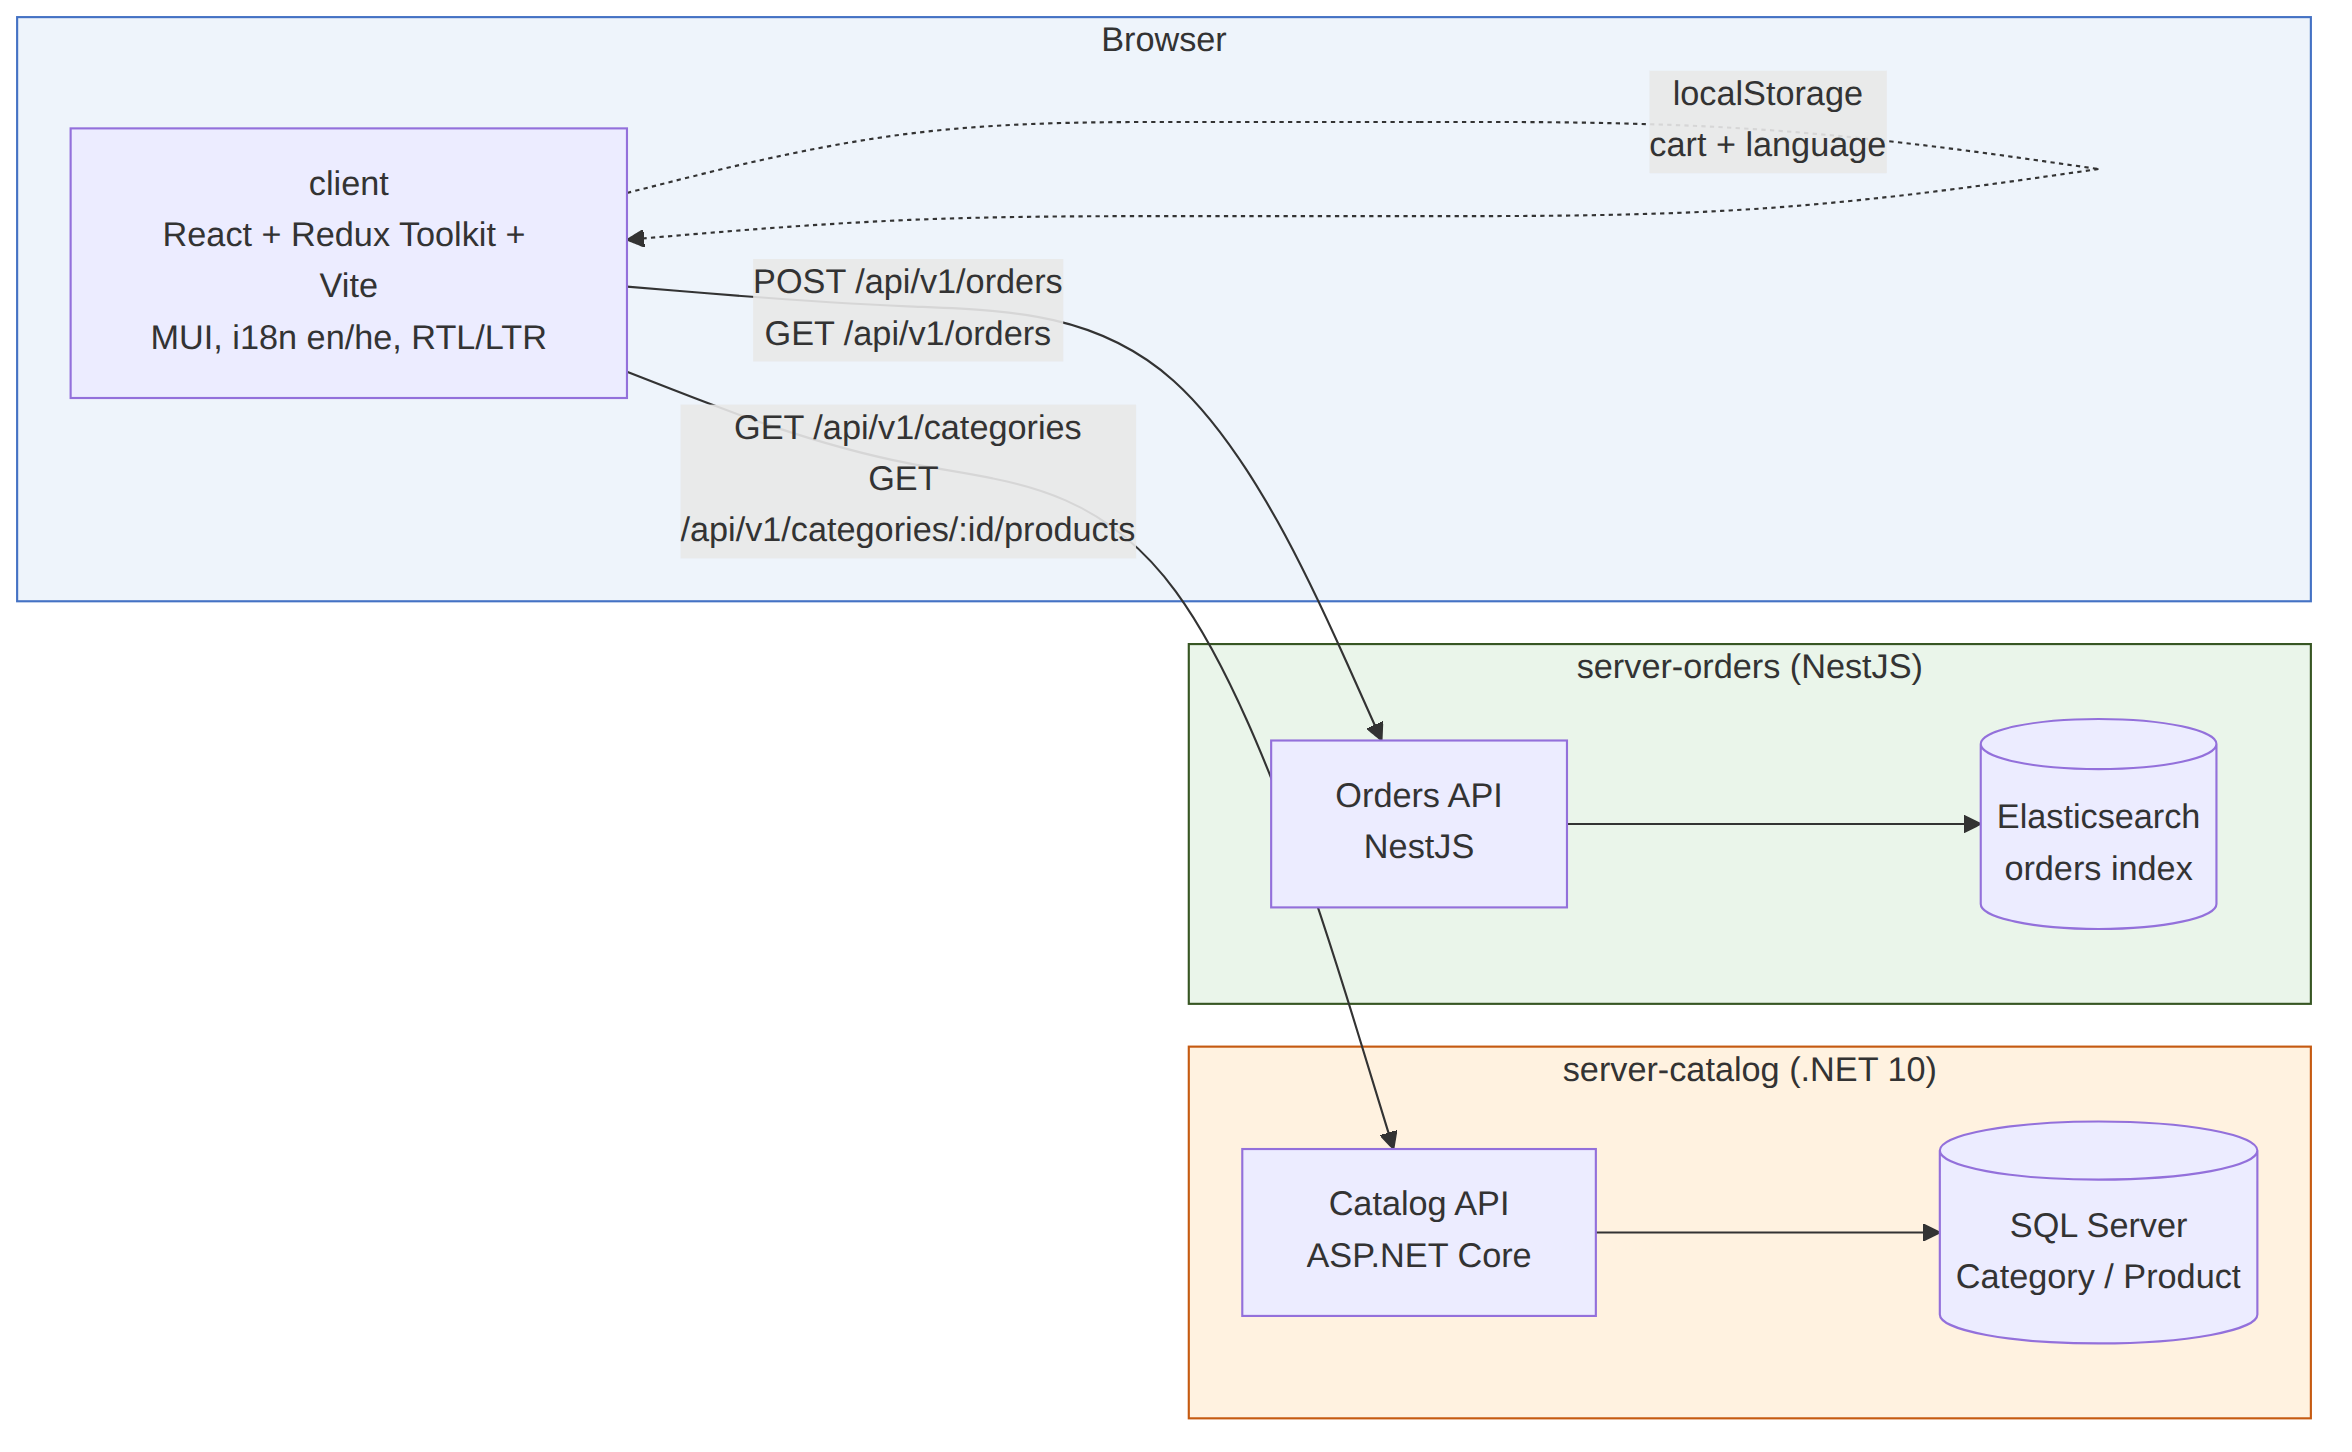 Browser
localStorage
cart + language
client
React + Redux Toolkit +
Vite
MUI, i18n en/he, RTL/LTR
POST /api/v1/orders
GET /api/v1/orders
GET /api/v1/categories
GET
/api/v1/categories/:id/products
server-orders (NestJS)
Orders API
NestJS
Elasticsearch
orders index
server-catalog (.NET 10)
Catalog API
ASP.NET Core
SQL Server
Category / Product